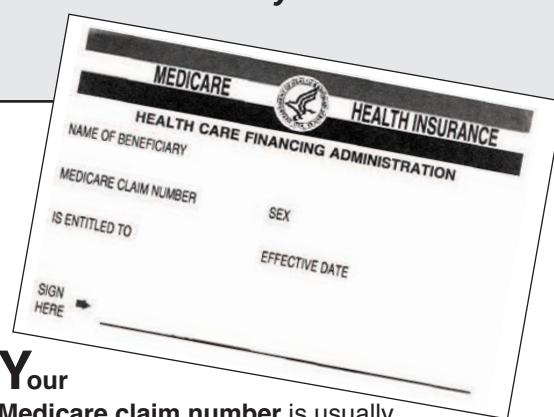 MEDICARE HEALTH INSURANCE
HEALTH CARE FINANCING ADMINISTRATION
NAME OF BENEFICIARY
MEDICARE CLAIM NUMBER SEX
IS ENTITLED TO EFFECTIVE DATE
SIGN
HERE
Your
Medicare claim number is usually